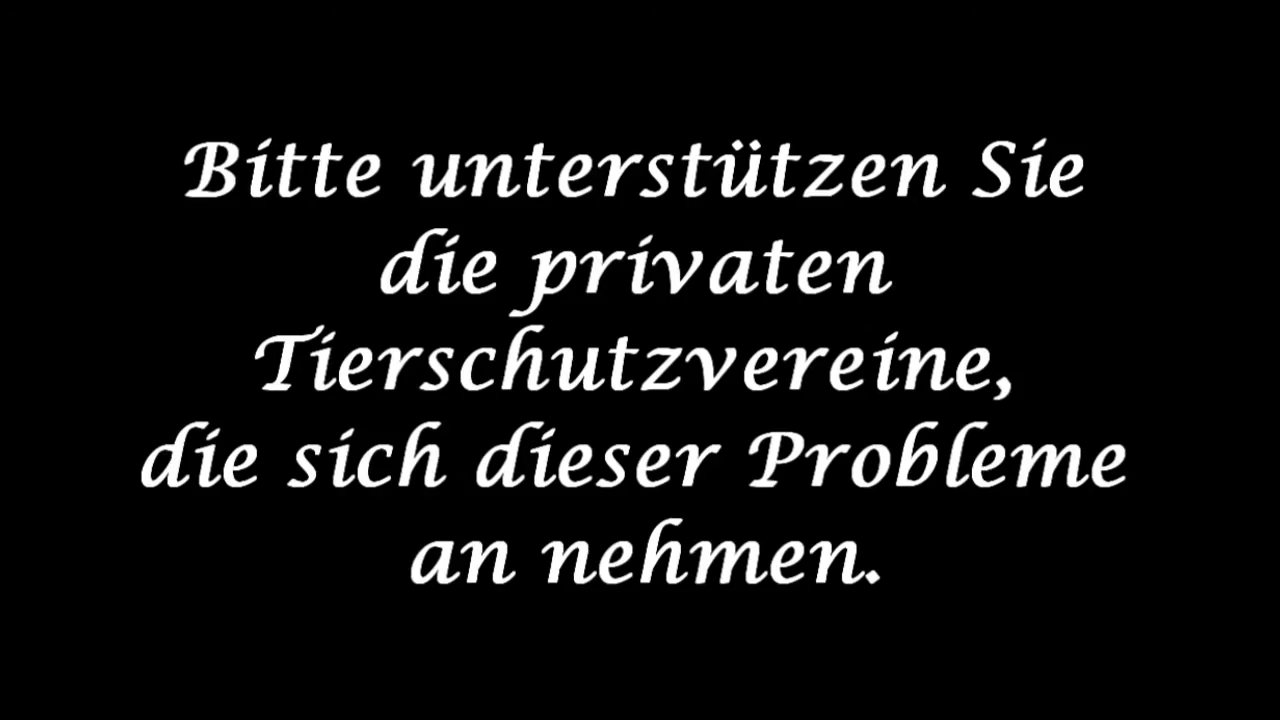 Bitte unterstützen Sie
die privaten
Tierschutzvereine,
die sich dieser Probleme
an nehmen.